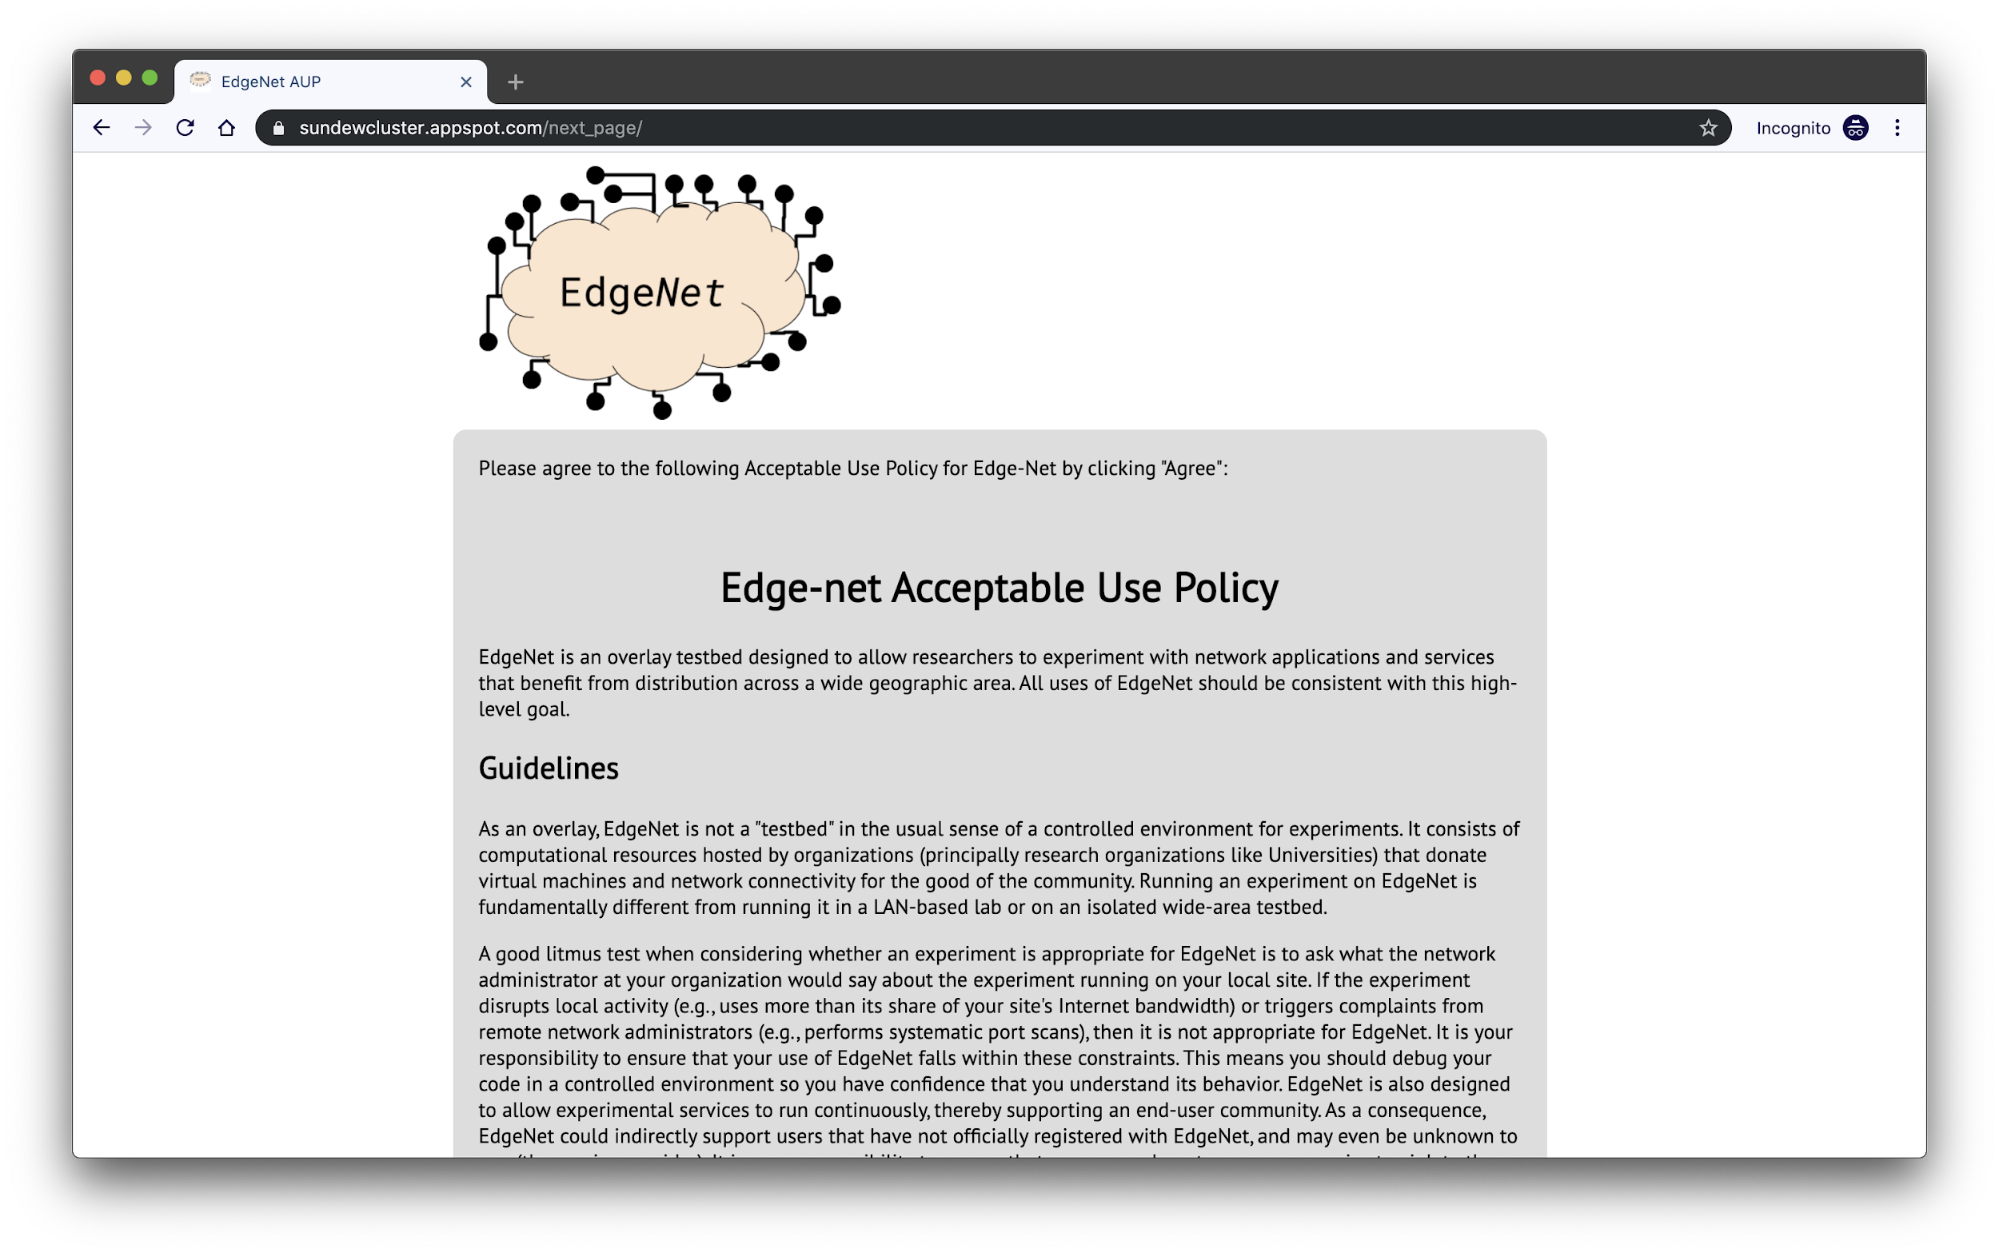 EdgeNet AUP
sundewcluster.appspot.com/next_page/
Incognito
EdgeNet
Please agree to the following Acceptable Use Policy for Edge-Net by clicking "Agree":
Edge-net Acceptable Use Policy
EdgeNet is an overlay testbed designed to allow researchers to experiment with network applications and services
that benefit from distribution across a wide geographic area. All uses of EdgeNet should be consistent with this high-
level goal.
Guidelines
As an overlay, EdgeNet is not a "testbed" in the usual sense of a controlled environment for experiments. It consists of
computational resources hosted by organizations (principally research organizations like Universities) that donate
virtual machines and network connectivity for the good of the community. Running an experiment on EdgeNet is
fundamentally different from running it in a LAN-based lab or on an isolated wide-area testbed.
A good litmus test when considering whether an experiment is appropriate for EdgeNet is to ask what the network
administrator at your organization would say about the experiment running on your local site. If the experiment
disrupts local activity (e.g., uses more than its share of your site's Internet bandwidth) or triggers complaints from
remote network administrators (e.g., performs systematic port scans), then it is not appropriate for EdgeNet. It is your
responsibility to ensure that your use of EdgeNet falls within these constraints. This means you should debug your
code in a controlled environment so you have confidence that you understand its behavior. EdgeNet is also designed
to allow experimental services to run continuously, thereby supporting an end-user community. As a consequence,
EdgeNet could indirectly support users that have not officially registered with EdgeNet, and may even be unknown to